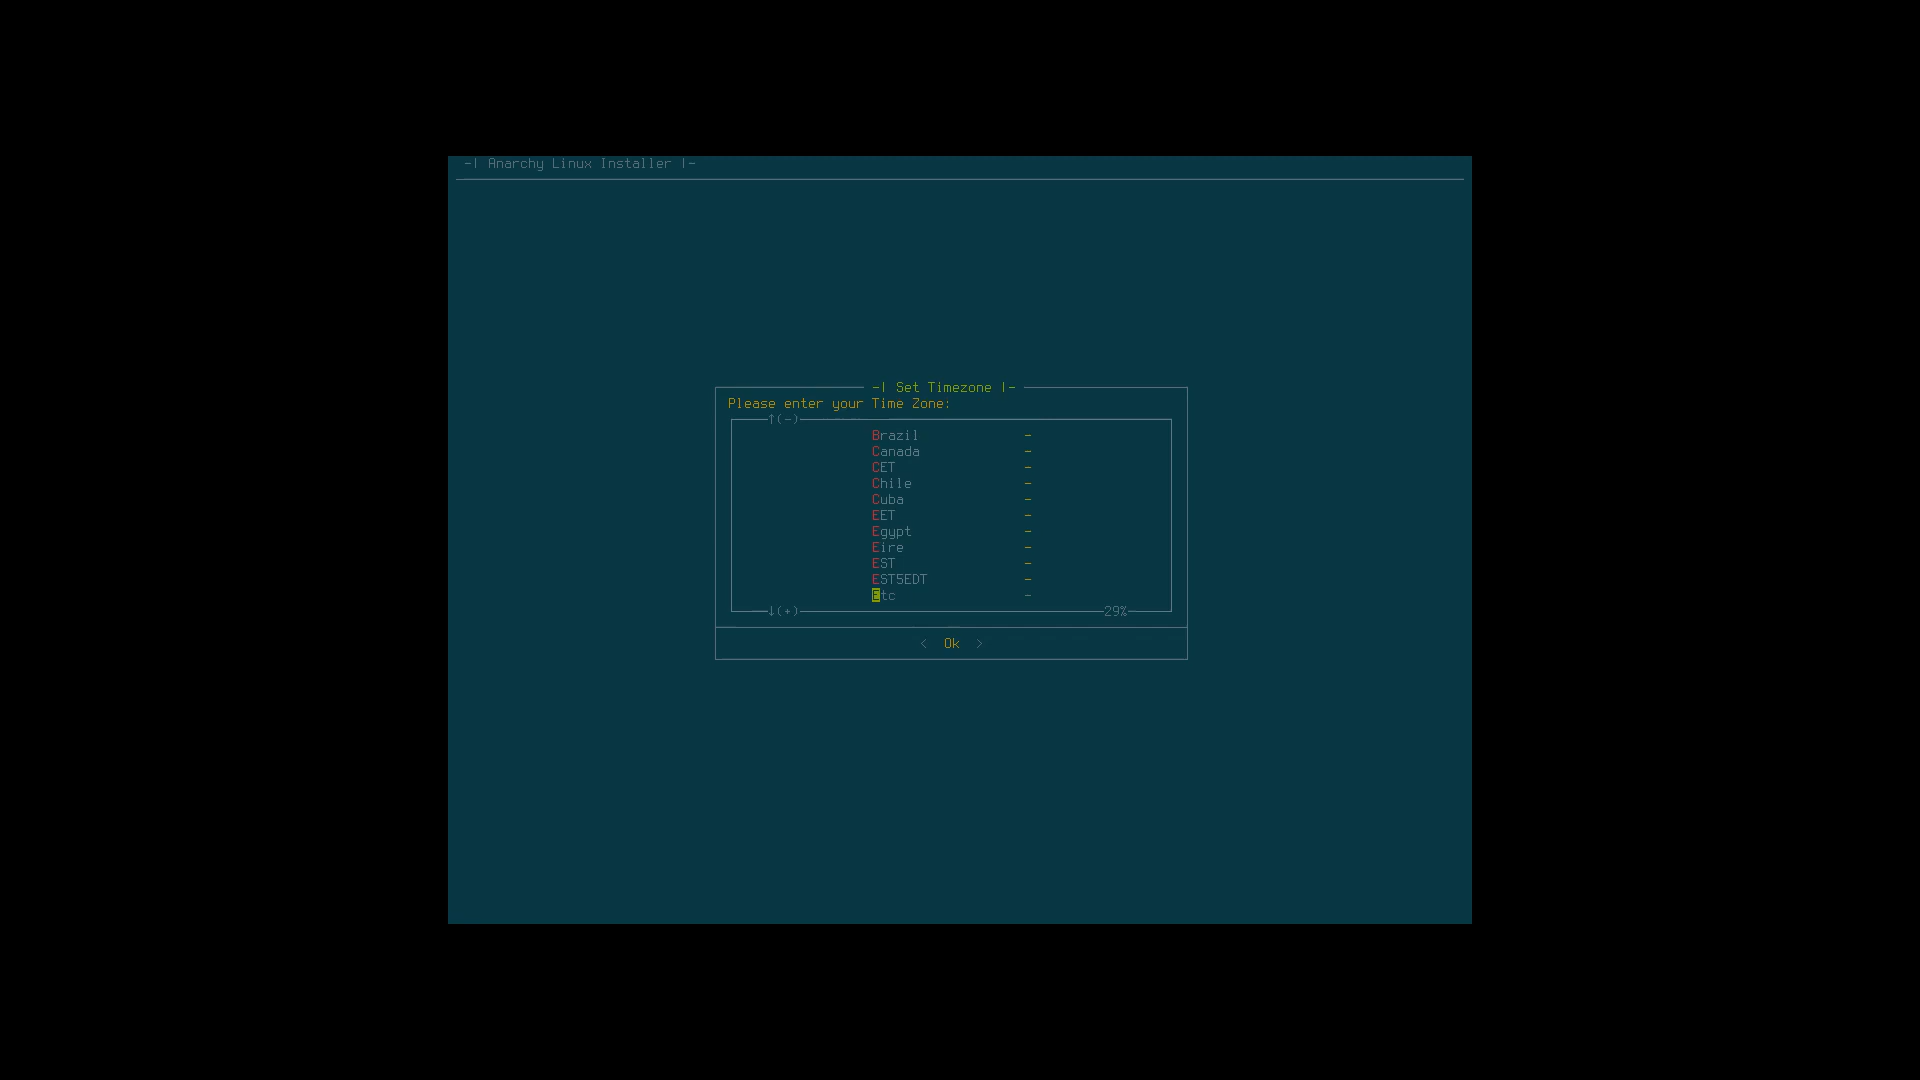 -| Anarchy Linux Installer |-
-| Set Timezone |-
Please enter your Time Zone:
↑(-)
Brazil -
Canada -
CET -
Chile -
Cuba -
EET -
Egypt -
Eire -
EST -
EST5EDT -
Etc -
↓(+) 29%
< Ok >